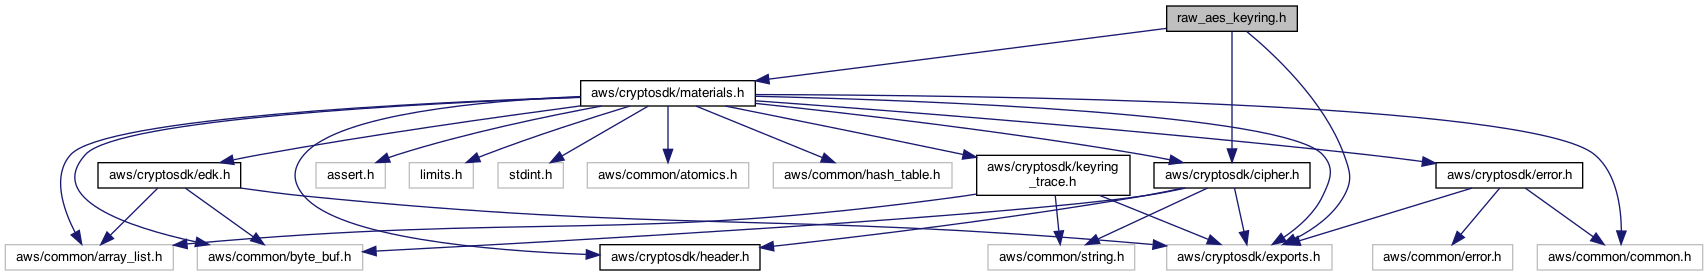 raw_aes_keyring.h
aws/cryptosdk/materials.h
aws/cryptosdk/edk.h
assert.h
limits.h
stdint.h
aws/common/atomics.h
aws/common/hash_table.h
aws/cryptosdk/keyring
_trace.h
aws/cryptosdk/cipher.h
aws/cryptosdk/error.h
aws/common/array_list.h
aws/common/byte_buf.h
aws/cryptosdk/header.h
aws/common/string.h
aws/cryptosdk/exports.h
aws/common/error.h
aws/common/common.h